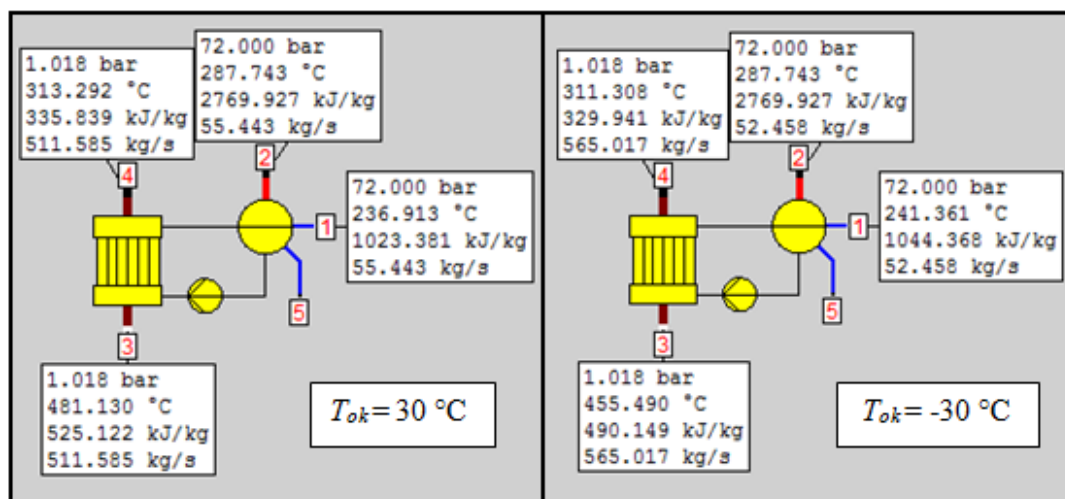 1.018 bar
313.292 °C
335.839 kJ/kg
511.585 kg/s
72.000 bar
287.743 °C
2769.927 kJ/kg
55.443 kg/s
4
2
72.000 bar
236.913 °C
1023.381 kJ/kg
55.443 kg/s
1
5
3
1.018 bar
481.130 °C
525.122 kJ/kg
511.585 kg/s
Tok= 30 °C
1.018 bar
311.308 °C
329.941 kJ/kg
565.017 kg/s
72.000 bar
287.743 °C
2769.927 kJ/kg
52.458 kg/s
4
2
72.000 bar
241.361 °C
1044.368 kJ/kg
52.458 kg/s
1
5
3
1.018 bar
455.490 °C
490.149 kJ/kg
565.017 kg/s
Tok= -30 °C